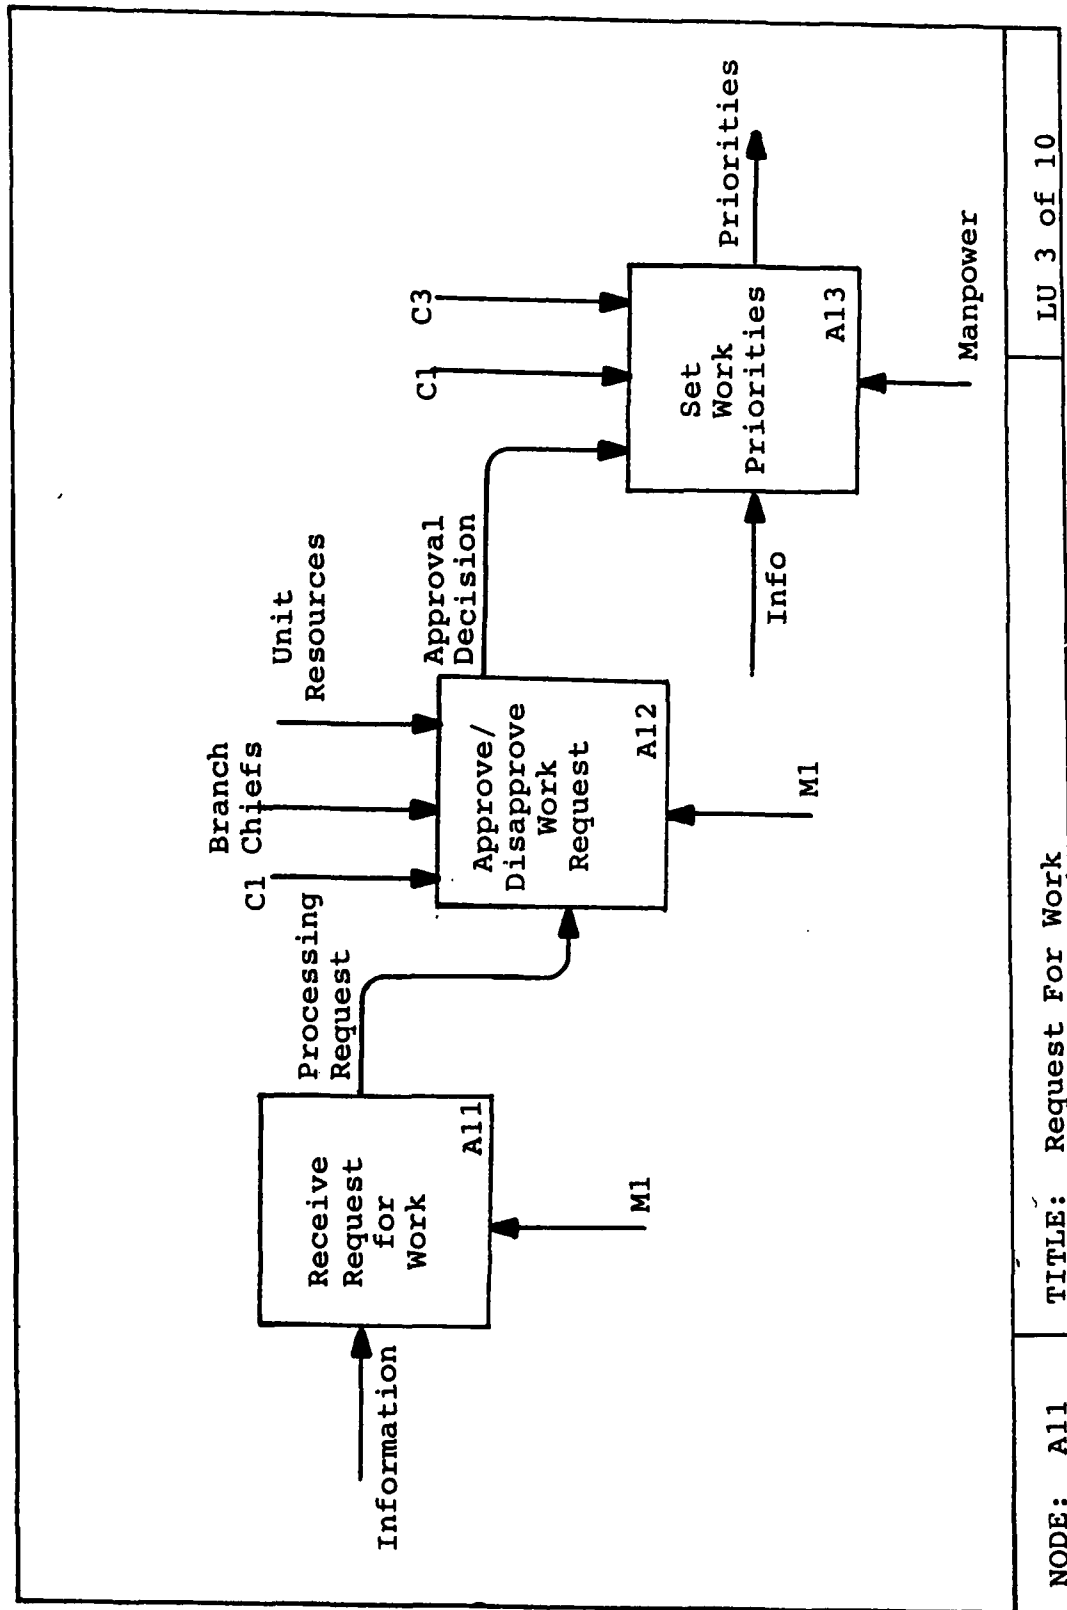 Information
Receive
Request
for
Work
A11
M1
Processing
Request
C1
Branch
Chiefs
Unit
Resources
Approve/
Disapprove
Work
Request
A12
M1
Approval
Decision
C1
C3
Info
Set
Work
Priorities
A13
Manpower
Priorities
NODE: A11
TITLE: Request For Work
LU 3 of 10